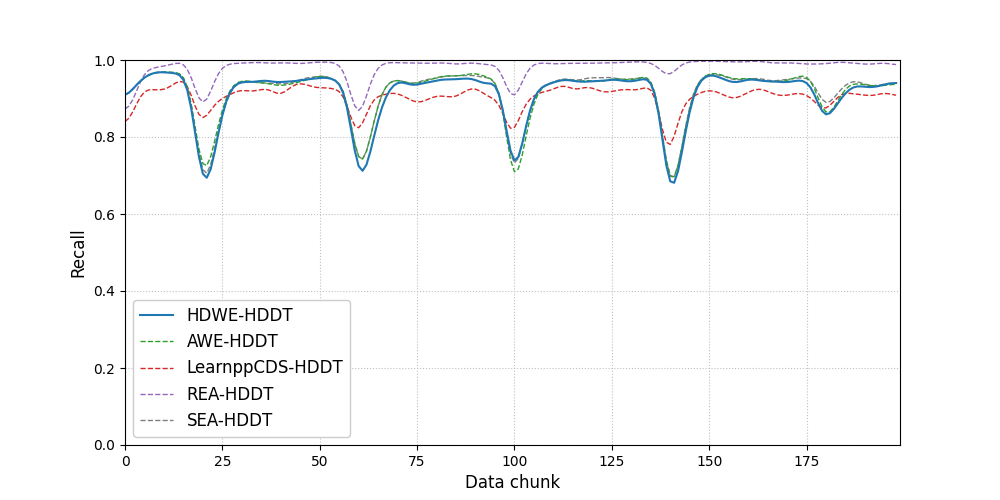 1.0
0.8
0.6
0.4
0.2
0.0
Recall
HDWE-HDDT
AWE-HDDT
LearnppCDS-HDDT
REA-HDDT
SEA-HDDT
0 25 50 75 100 125 150 175
Data chunk